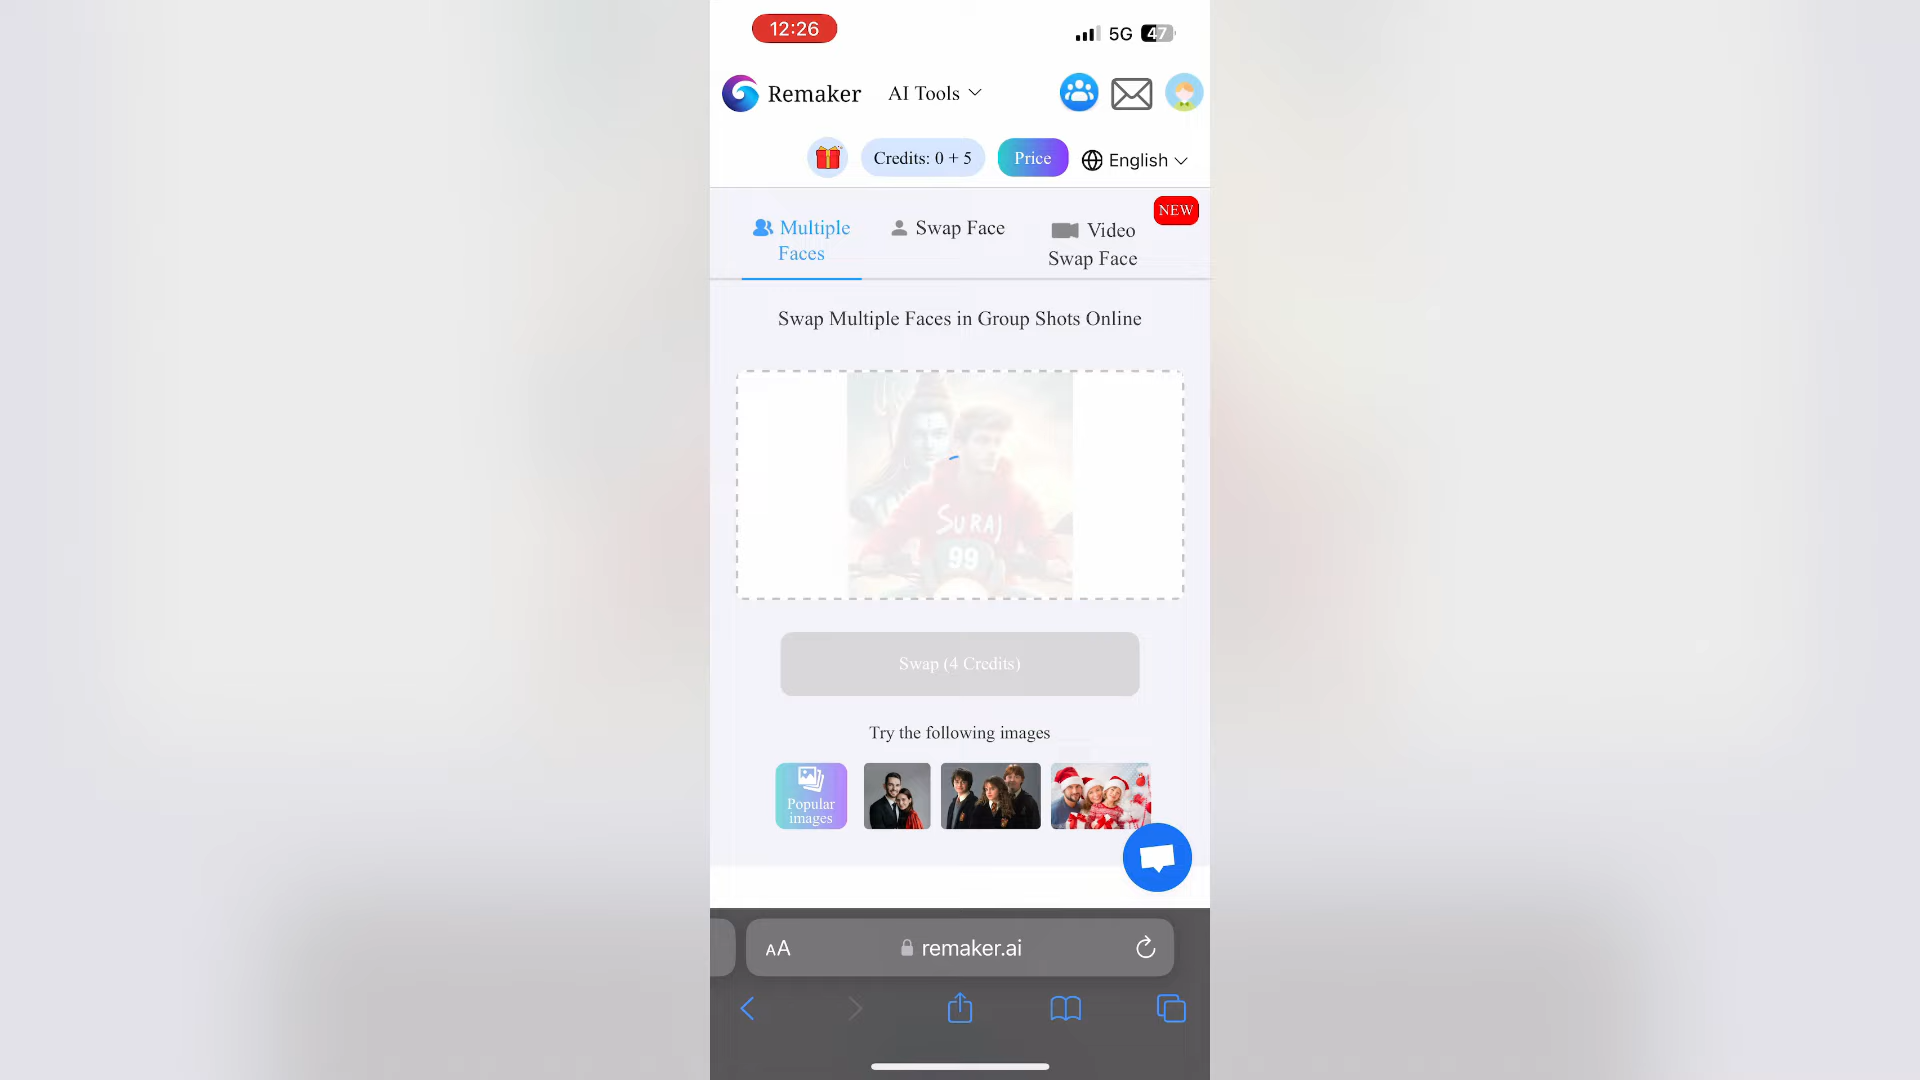 12:26
5G 47
Remaker AI Tools
Credits: 0 + 5 Price English
NEW
Multiple Faces
Swap Face
Video Swap Face
Swap Multiple Faces in Group Shots Online
SURAJ
99
Swap (4 Credits)
Try the following images
Popular
images
AA remaker.ai